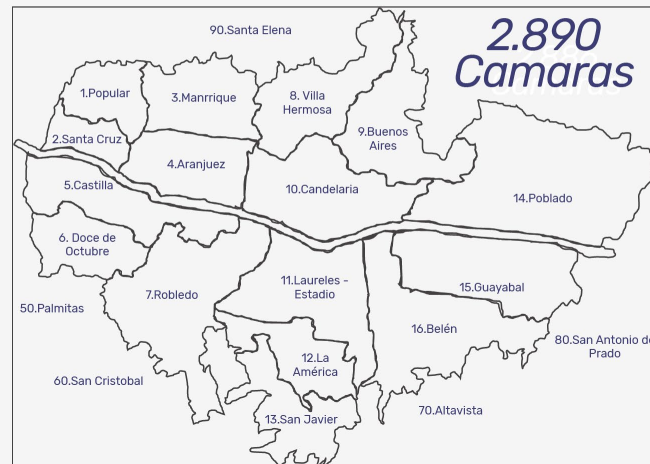 2.890
Camaras
90.Santa Elena
1.Popular
3.Manrrique
8. Villa
Hermosa
2.Santa Cruz
9.Buenos
Aires
4.Aranjuez
5.Castilla
10.Candelaria
14.Poblado
6. Doce de
Octubre
11.Laureles -
Estadio
15.Guayabal
7.Robledo
50.Palmitas
16.Belén
80.San Antonio de
Prado
12.La
América
60.San Cristobal
70.Altavista
13.San Javier